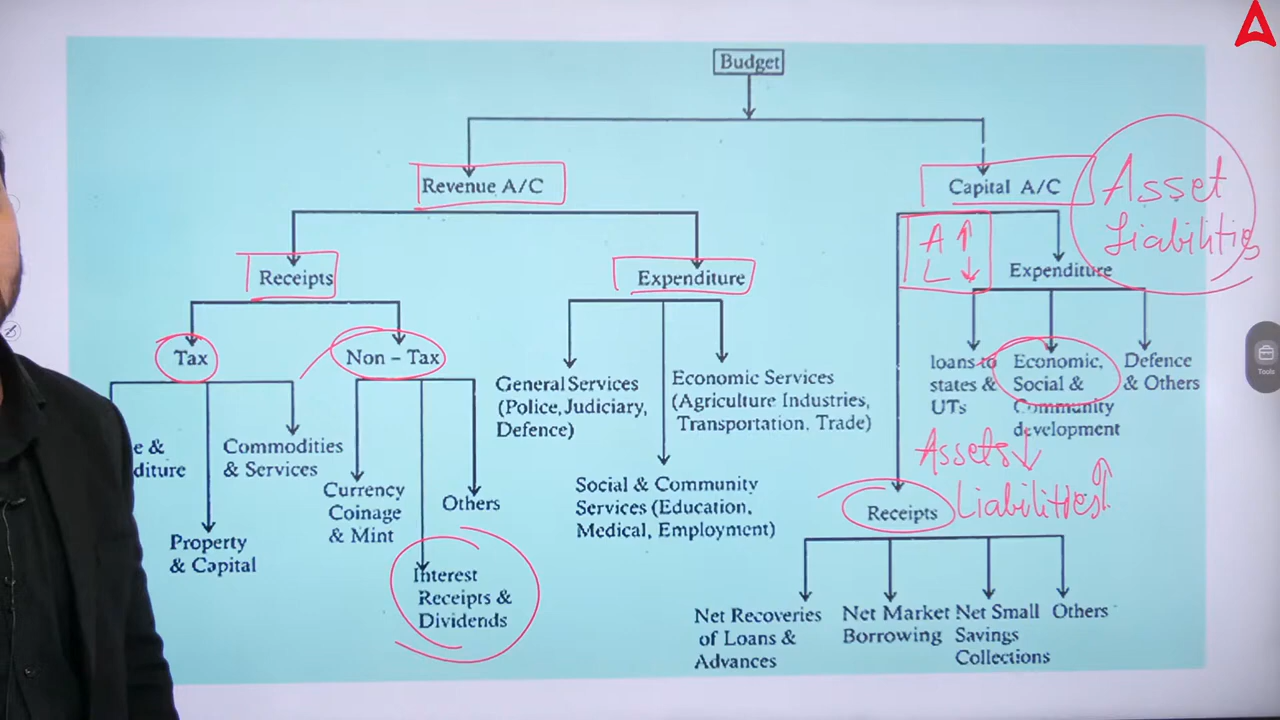 Budget
Revenue A/C
Capital A/C
Asset
Liabilities
A ↑
L ↓
Receipts
Expenditure
Expenditure
Tax
Non - Tax
General Services
(Police, Judiciary,
Defence)
Economic Services
(Agriculture Industries,
Transportation, Trade)
loans to
states &
UTs
Economic,
Social &
Community
development
Defence
& Others
e &
diture
Commodities
& Services
Property
& Capital
Currency
Coinage
& Mint
Others
Interest
Receipts &
Dividends
Social & Community
Services (Education,
Medical, Employment)
Assets ↓
Liabilities ↑
Receipts
Net Recoveries
of Loans &
Advances
Net Market
Borrowing
Net Small
Savings
Collections
Others
Tools